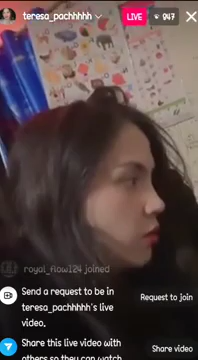 teresa_pachhhhh
LIVE
947
royal_flow124 joined
Send a request to be in
teresa_pachhhhh's live
video.
Request to join
Share this live video with
others so they can watch
Share video